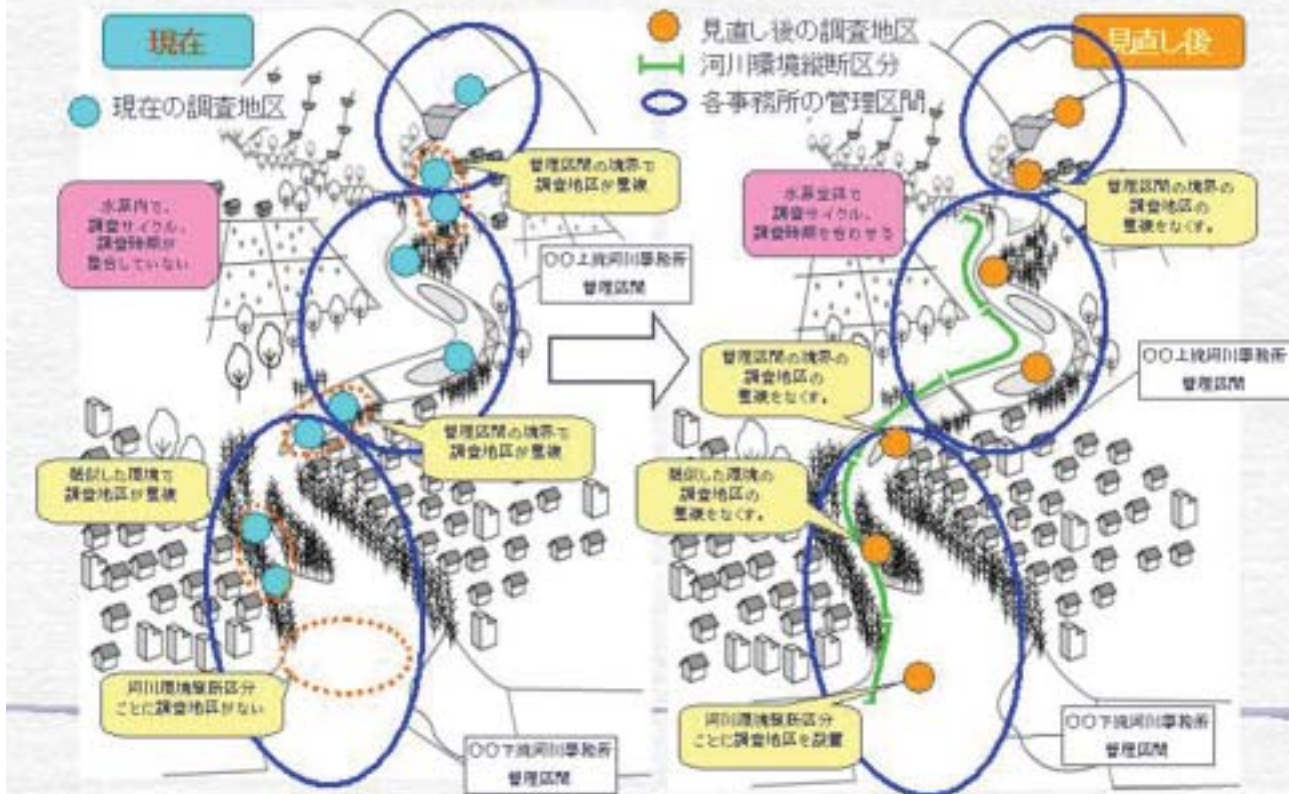 現在
現在の調査地区
見直し後の調査地区
河川環境縦断区分
各事務所の管理区間
見直し後
管理区間の境界で
調査地区が重複
水系内で、
調査サイクル、
調査時期が
整合していない
〇〇上流河川事務所
管理区間
管理区間の境界で
調査地区が重複
類似した環境で
調査地区が重複
河川環境縦断区分
ごとに調査地区がない
〇〇下流河川事務所
管理区間
水系全体で
調査サイクル、
調査時期を合わせる
管理区間の境界の
調査地区の
重複をなくす。
管理区間の境界の
調査地区の
重複をなくす。
〇〇上流河川事務所
管理区間
類似した環境の
調査地区の
重複をなくす。
河川環境縦断区分
ごとに調査地区を設置
〇〇下流河川事務所
管理区間